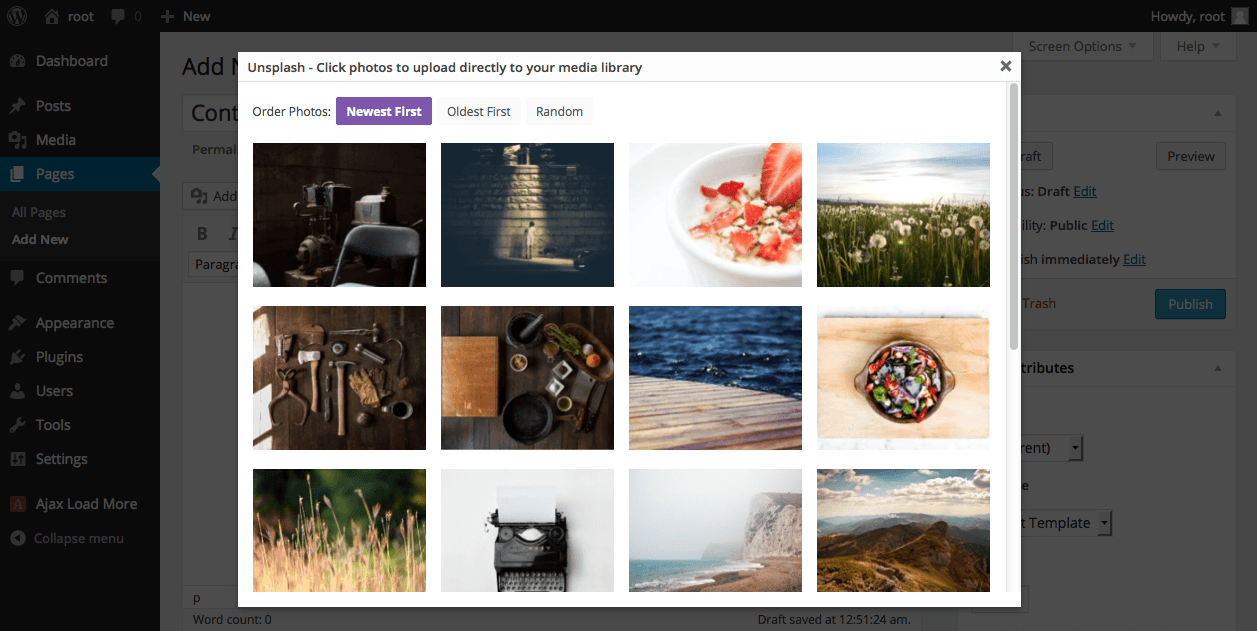 root
0
New
Howdy, root
Dashboard
Posts
Media
Pages
All Pages
Add New
Comments
Appearance
Plugins
Users
Tools
Settings
Ajax Load More
Collapse menu
Screen Options
Help
Add
Unsplash - Click photos to upload directly to your media library
Order Photos:
Newest First
Oldest First
Random
Cont
Permal
Add
B
I
Paragra
raft
Preview
us: Draft Edit
ility: Public Edit
ish immediately Edit
Trash
Publish
tributes
rent)
e
t Template
p
Word count: 0
Draft saved at 12:51:24 am.